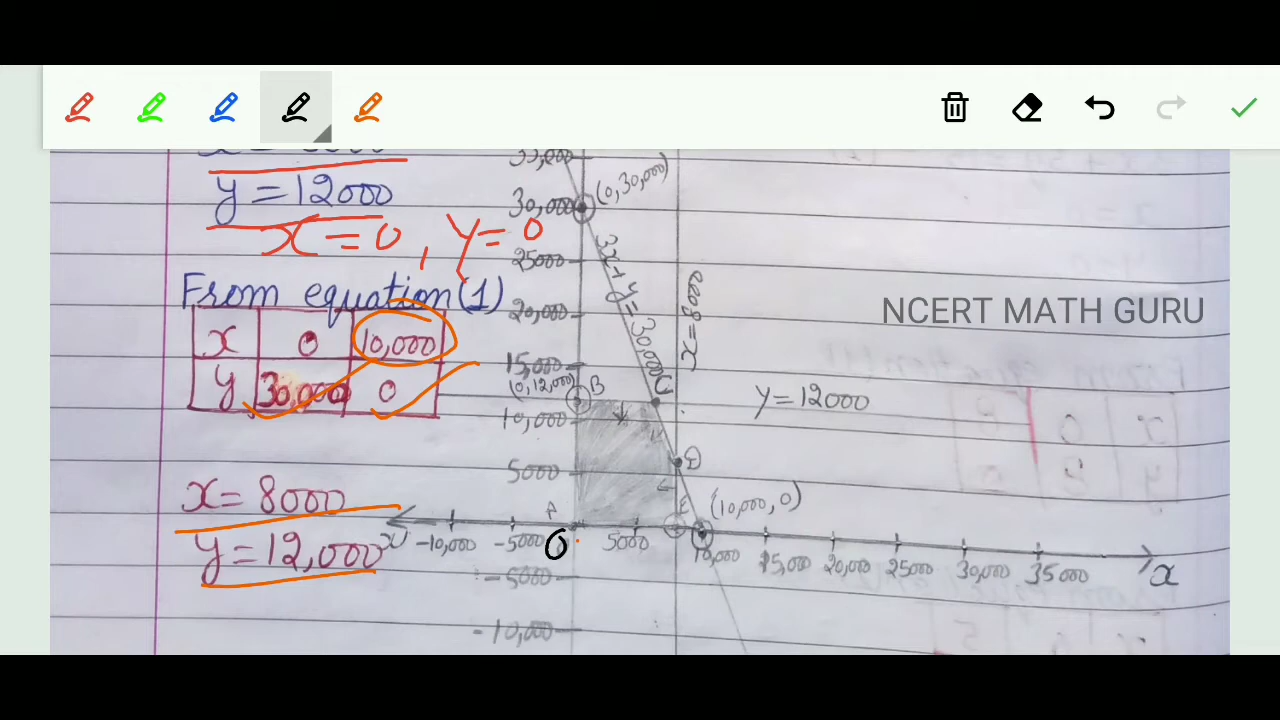 y = 12000
x = 0 , y = 0
From equation (1)
x 0 10,000
y 30,000 0
x = 8000
y = 12,000
35,000
30,000
25000
20,000
15,000
10,000
5000
-5000
-10,000
(0, 30,000)
3x+y=30,000
x=8000
(0, 12,000) B
C
D
E
A
O
y = 12000
(10,000, 0)
x' -10,000 -5000 5000 10,000 15,000 20,000 25000 30,000 35000 x
NCERT MATH GURU